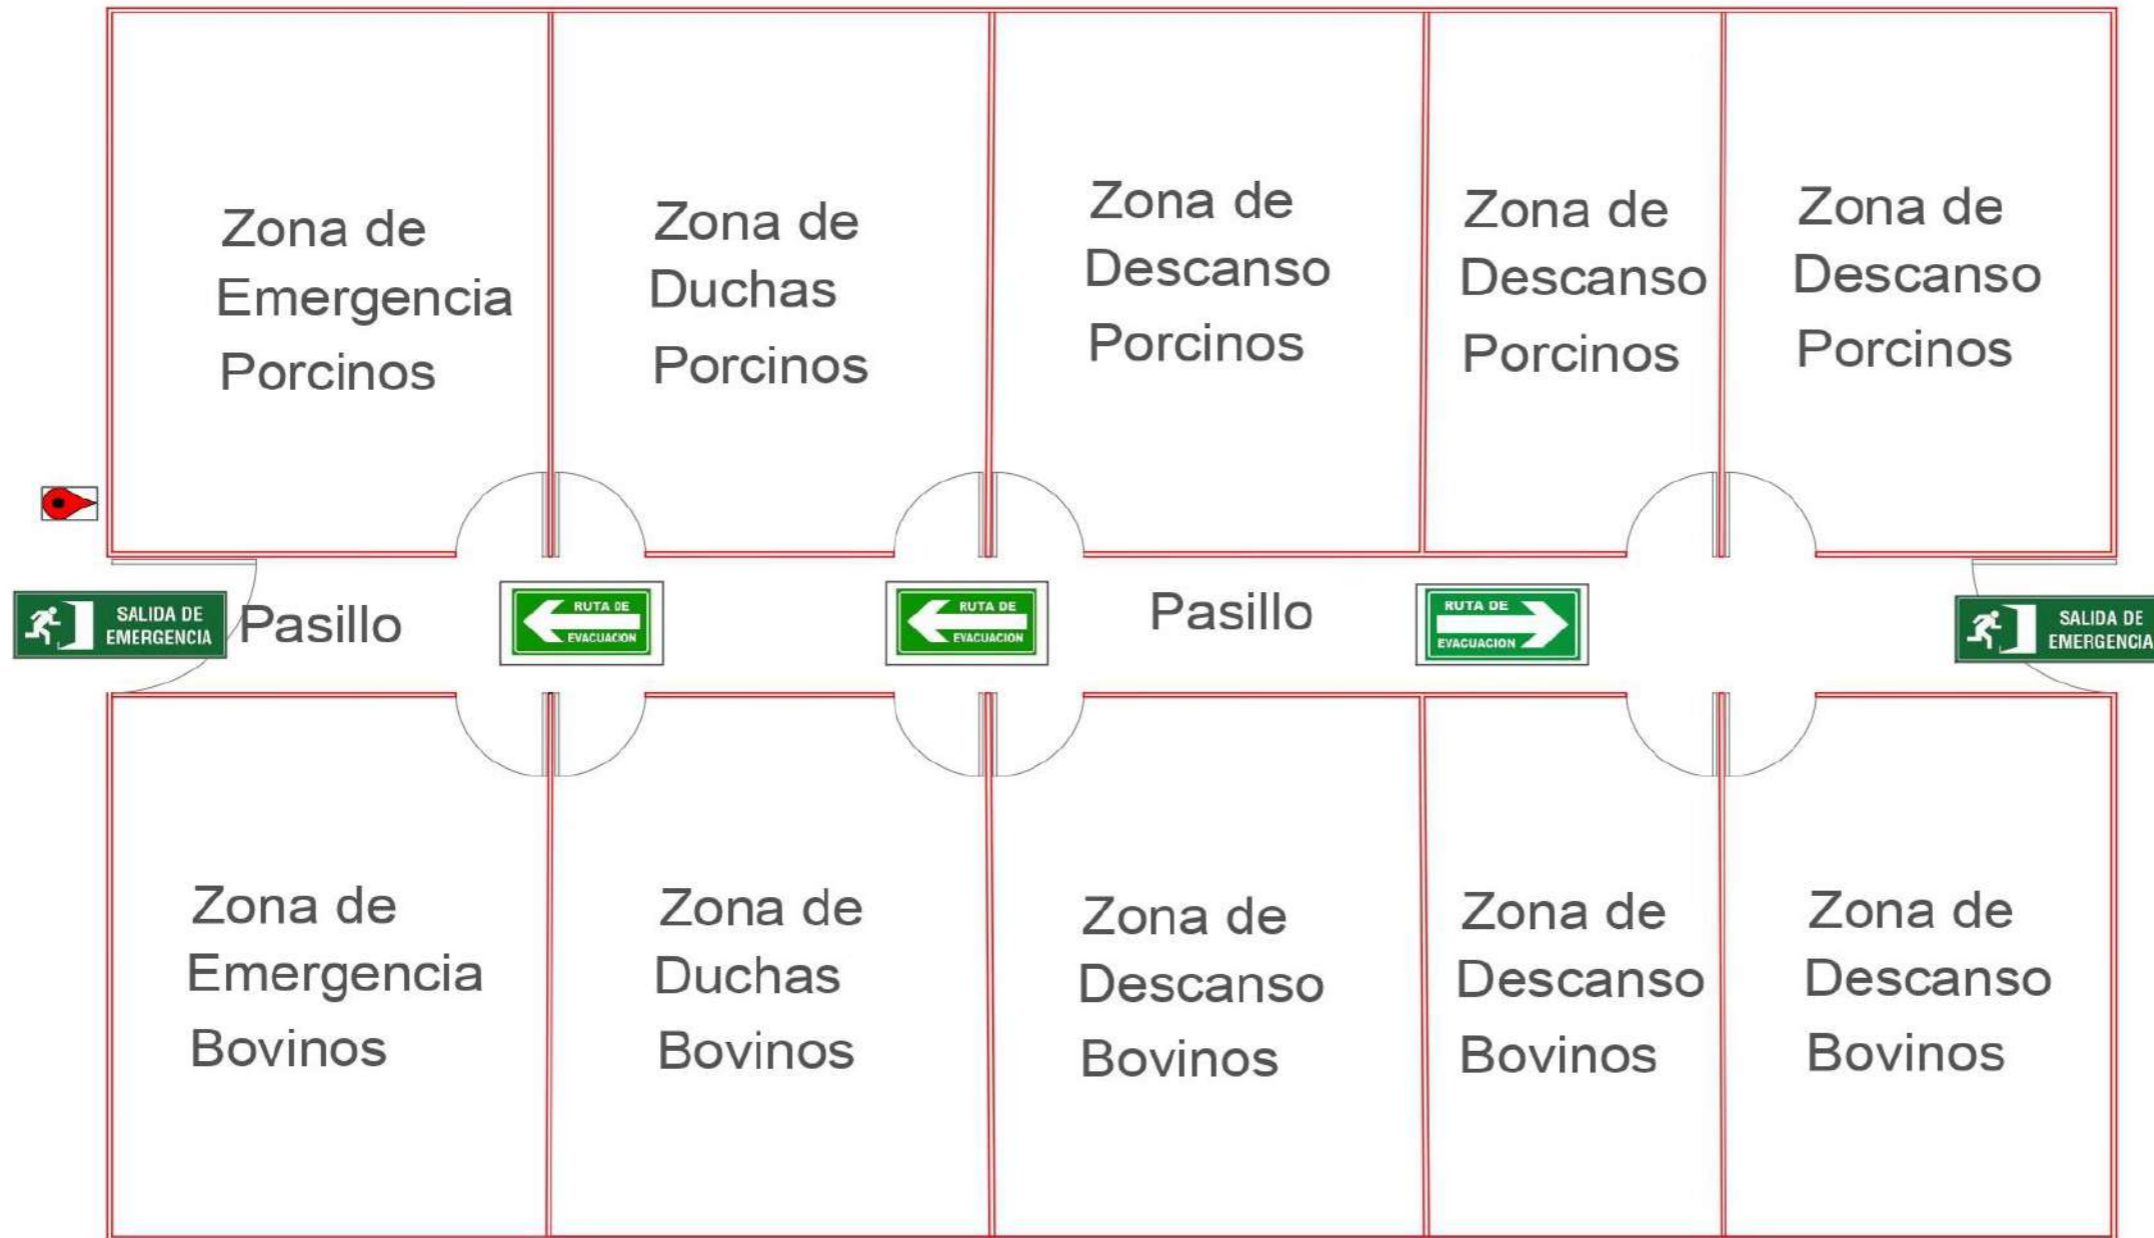 Zona de
Emergencia
Porcinos
Zona de
Duchas
Porcinos
Zona de
Descanso
Porcinos
Zona de
Descanso
Porcinos
Zona de
Descanso
Porcinos
SALIDA DE
EMERGENCIA
Pasillo
RUTA DE
EVACUACION
RUTA DE
EVACUACION
Pasillo
RUTA DE
EVACUACION
SALIDA DE
EMERGENCIA
Zona de
Emergencia
Bovinos
Zona de
Duchas
Bovinos
Zona de
Descanso
Bovinos
Zona de
Descanso
Bovinos
Zona de
Descanso
Bovinos